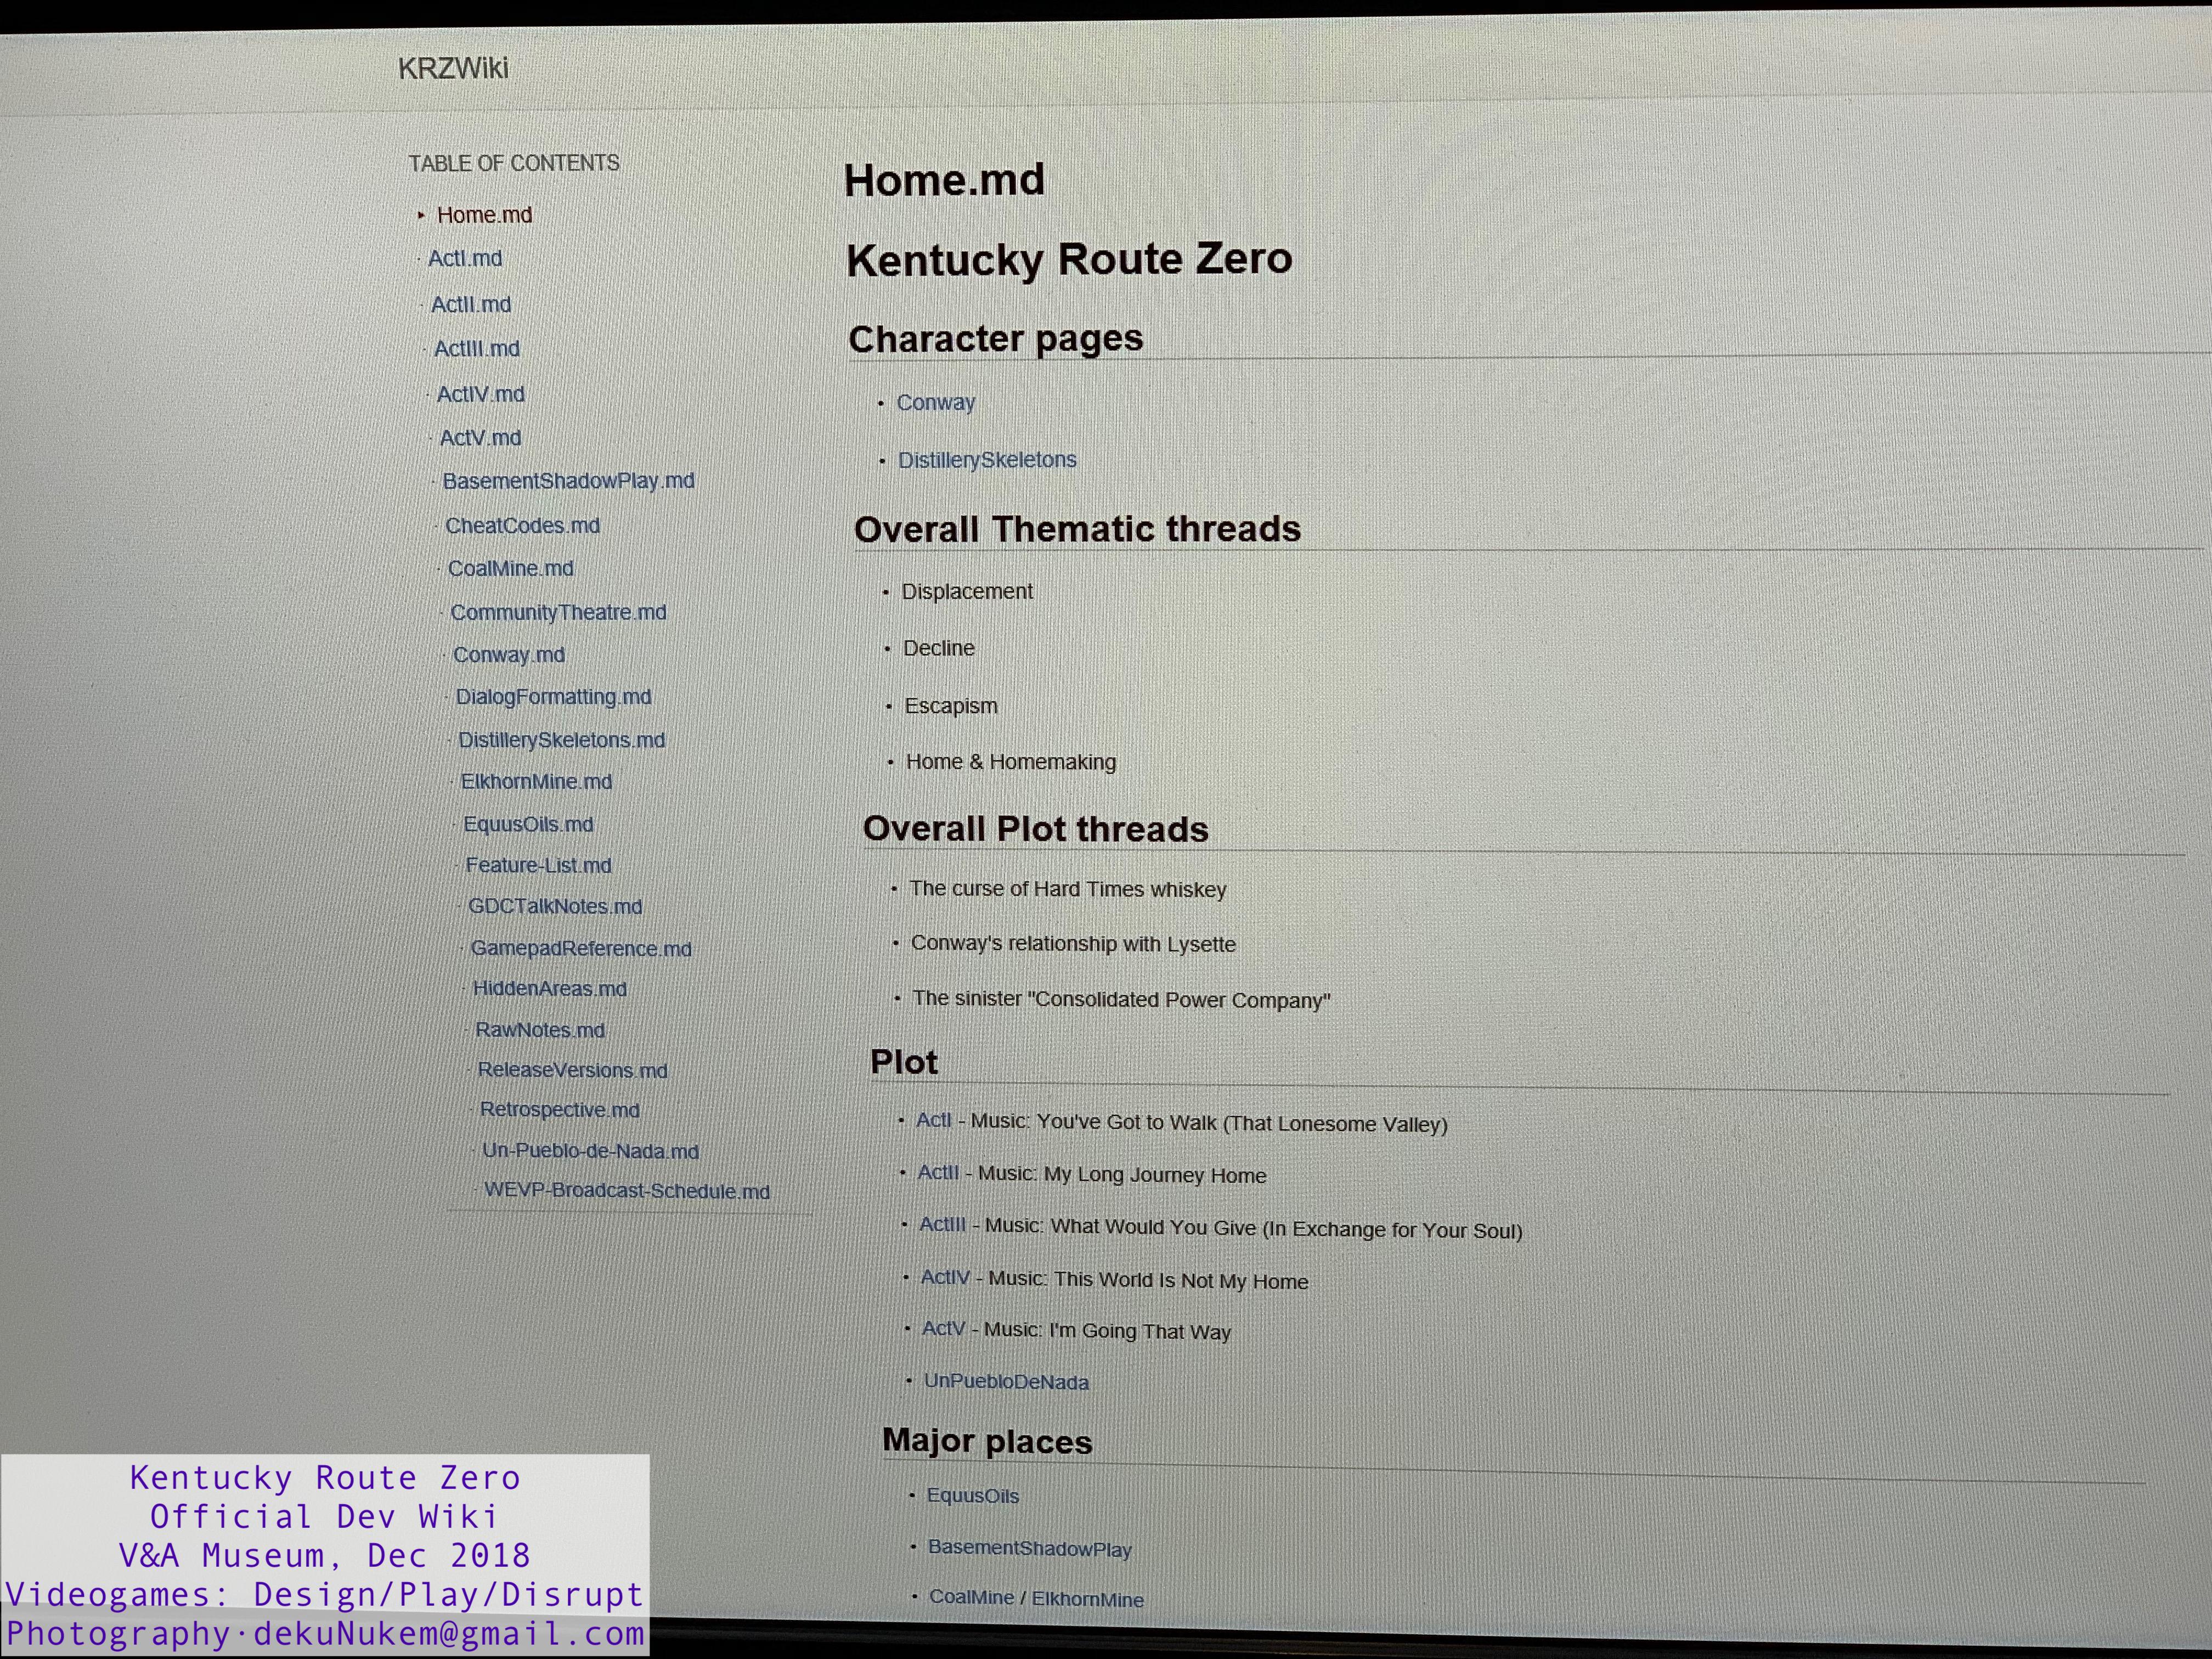 KRZWiki
TABLE OF CONTENTS
Home.md
ActI.md
ActII.md
ActIII.md
ActIV.md
ActV.md
BasementShadowPlay.md
CheatCodes.md
CoalMine.md
CommunityTheatre.md
Conway.md
DialogFormatting.md
DistillerySkeletons.md
ElkhornMine.md
EquusOils.md
Feature-List.md
GDCTalkNotes.md
GamepadReference.md
HiddenAreas.md
RawNotes.md
ReleaseVersions.md
Retrospective.md
Un-Pueblo-de-Nada.md
WEVP-Broadcast-Schedule.md
Home.md
Kentucky Route Zero
Character pages
• Conway
• DistillerySkeletons
Overall Thematic threads
• Displacement
• Decline
• Escapism
• Home & Homemaking
Overall Plot threads
• The curse of Hard Times whiskey
• Conway's relationship with Lysette
• The sinister "Consolidated Power Company"
Plot
• ActI - Music: You've Got to Walk (That Lonesome Valley)
• ActII - Music: My Long Journey Home
• ActIII - Music: What Would You Give (In Exchange for Your Soul)
• ActIV - Music: This World Is Not My Home
• ActV - Music: I'm Going That Way
• UnPuebloDeNada
Major places
• EquusOils
• BasementShadowPlay
• CoalMine / ElkhornMine
Kentucky Route Zero
Official Dev Wiki
V&A Museum, Dec 2018
Videogames: Design/Play/Disrupt
Photography·dekuNukem@gmail.com